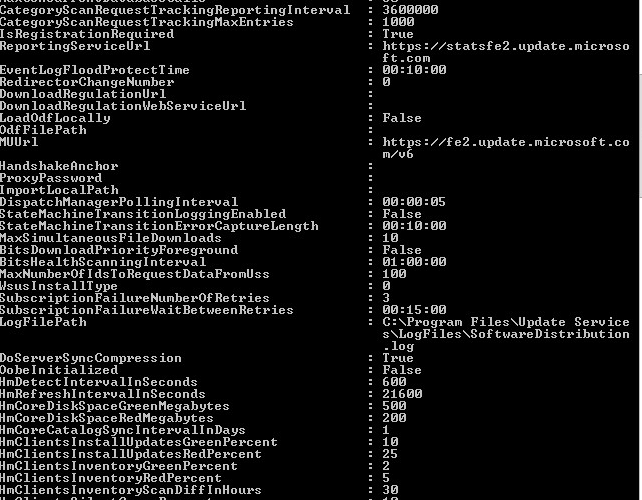 CategoryScanRequestTrackingReportingInterval : 3600000
CategoryScanRequestTrackingMaxEntries : 1000
IsRegistrationRequired : True
ReportingServiceUrl : https://statsfe2.update.microso
ft.com
EventLogFloodProtectTime : 00:10:00
RedirectorChangeNumber : 0
DownloadRegulationUrl :
DownloadRegulationWebServiceUrl :
LoadOdfLocally : False
OdfFilePath :
MUUrl : https://fe2.update.microsoft.co
m/v6
HandshakeAnchor :
ProxyPassword :
ImportLocalPath :
DispatchManagerPollingInterval : 00:00:05
StateMachineTransitionLoggingEnabled : False
StateMachineTransitionErrorCaptureLength : 00:10:00
MaxSimultaneousFileDownloads : 10
BitsDownloadPriorityForeground : False
BitsHealthScanningInterval : 01:00:00
MaxNumberOfIdsToRequestDataFromUss : 100
WsusInstallType : 0
SubscriptionFailureNumberOfRetries : 3
SubscriptionFailureWaitBetweenRetries : 00:15:00
LogFilePath : C:\Program Files\Update Service
s\LogFiles\SoftwareDistribution
.log
DoServerSyncCompression : True
OobeInitialized : False
HmDetectIntervalInSeconds : 600
HmRefreshIntervalInSeconds : 21600
HmCoreDiskSpaceGreenMegabytes : 500
HmCoreDiskSpaceRedMegabytes : 200
HmCoreCatalogSyncIntervalInDays : 1
HmClientsInstallUpdatesGreenPercent : 10
HmClientsInstallUpdatesRedPercent : 25
HmClientsInventoryGreenPercent : 2
HmClientsInventoryRedPercent : 5
HmClientsInventoryScanDiffInHours : 30